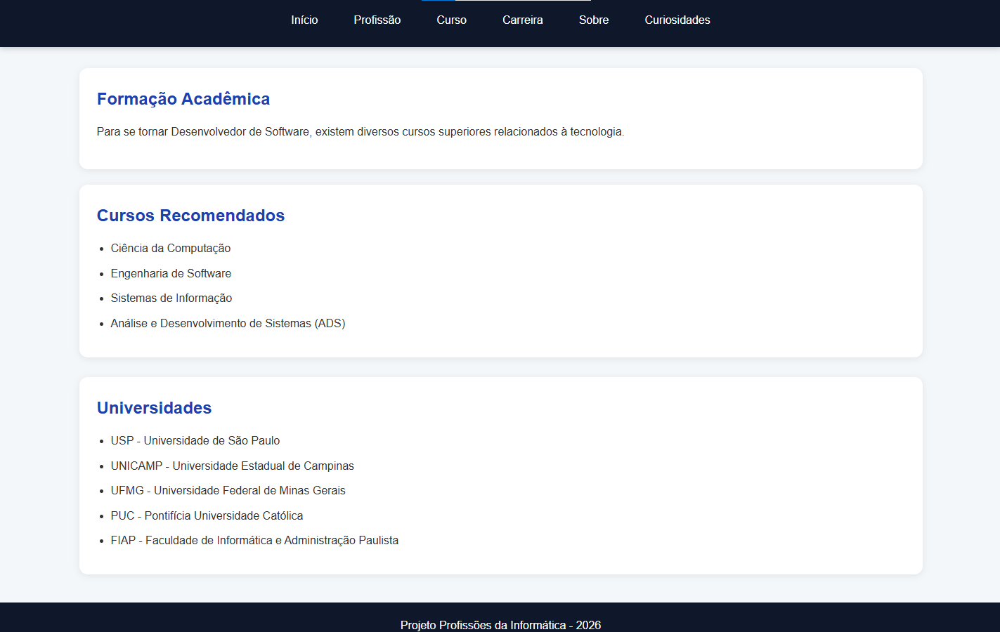 Início Profissão Curso Carreira Sobre Curiosidades
Formação Acadêmica
Para se tornar Desenvolvedor de Software, existem diversos cursos superiores relacionados à tecnologia.
Cursos Recomendados
• Ciência da Computação
• Engenharia de Software
• Sistemas de Informação
• Análise e Desenvolvimento de Sistemas (ADS)
Universidades
• USP - Universidade de São Paulo
• UNICAMP - Universidade Estadual de Campinas
• UFMG - Universidade Federal de Minas Gerais
• PUC - Pontifícia Universidade Católica
• FIAP - Faculdade de Informática e Administração Paulista
Projeto Profissões da Informática - 2026